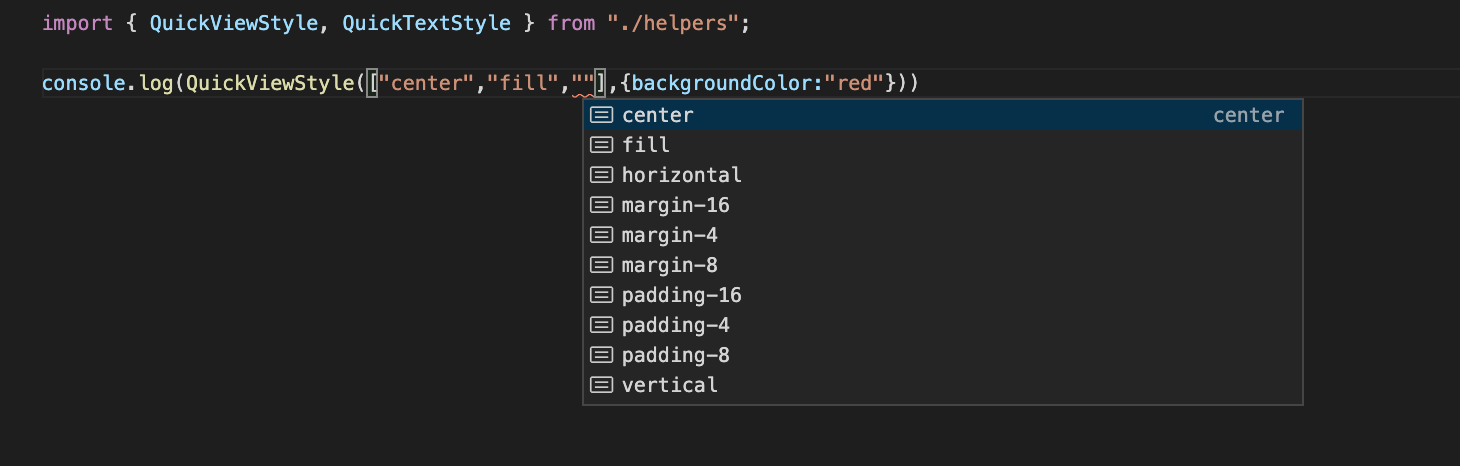 import { QuickViewStyle, QuickTextStyle } from "./helpers";
console.log(QuickViewStyle(["center","fill",""],{backgroundColor:"red"}))
center center
fill
horizontal
margin-16
margin-4
margin-8
padding-16
padding-4
padding-8
vertical